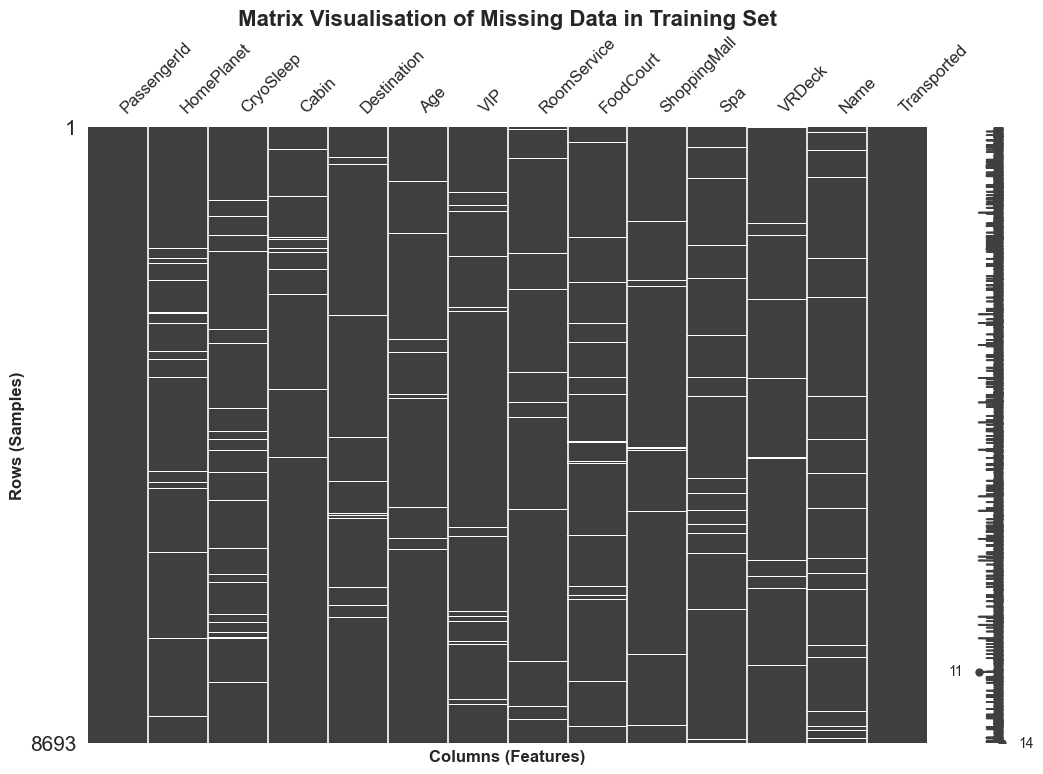 Matrix Visualisation of Missing Data in Training Set
PassengerId
HomePlanet
CryoSleep
Cabin
Destination
Age
VIP
RoomService
FoodCourt
ShoppingMall
Spa
VRDeck
Name
Transported
1
Rows (Samples)
11
8693
14
Columns (Features)